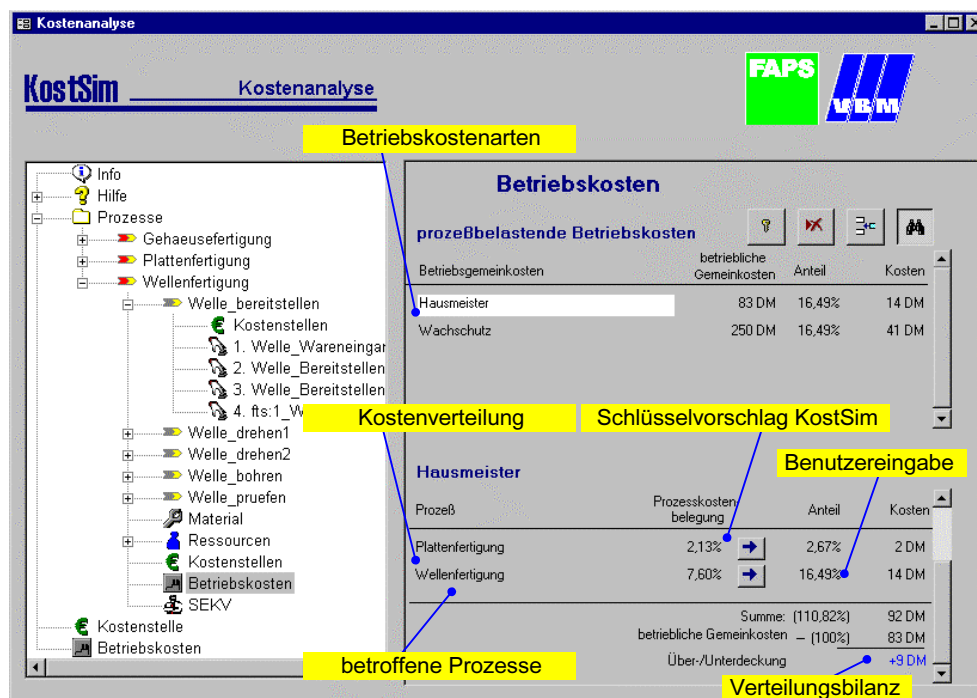 Kostenanalyse
KostSim Kostenanalyse
FAPS
VBM
Betriebskostenarten
Info
Hilfe
Prozesse
Gehaeusefertigung
Plattenfertigung
Wellenfertigung
Welle_bereitstellen
Kostenstellen
1. Welle_Wareneingar
2. Welle_Bereitstellen
3. Welle_Bereitstellen
4. fts:1_W
Welle_drehen1
Welle_drehen2
Welle_bohren
Welle_pruefen
Material
Ressourcen
Kostenstellen
Betriebskosten
SEKV
Kostenstelle
Betriebskosten
Betriebskosten
prozeßbelastende Betriebskosten
Betriebsgemeinkosten betriebliche Gemeinkosten Anteil Kosten
Hausmeister 83 DM 16,49% 14 DM
Wachschutz 250 DM 16,49% 41 DM
Kostenverteilung
Schlüsselvorschlag KostSim
Benutzereingabe
Hausmeister
Prozeß Prozesskosten- belegung Anteil Kosten
Plattenfertigung 2,13% 2,67% 2 DM
Wellenfertigung 7,60% 16,49% 14 DM
Summe: (110,82%) 92 DM
betriebliche Gemeinkosten – (100%) 83 DM
Über-/Unterdeckung +9 DM
betroffene Prozesse
Verteilungsbilanz